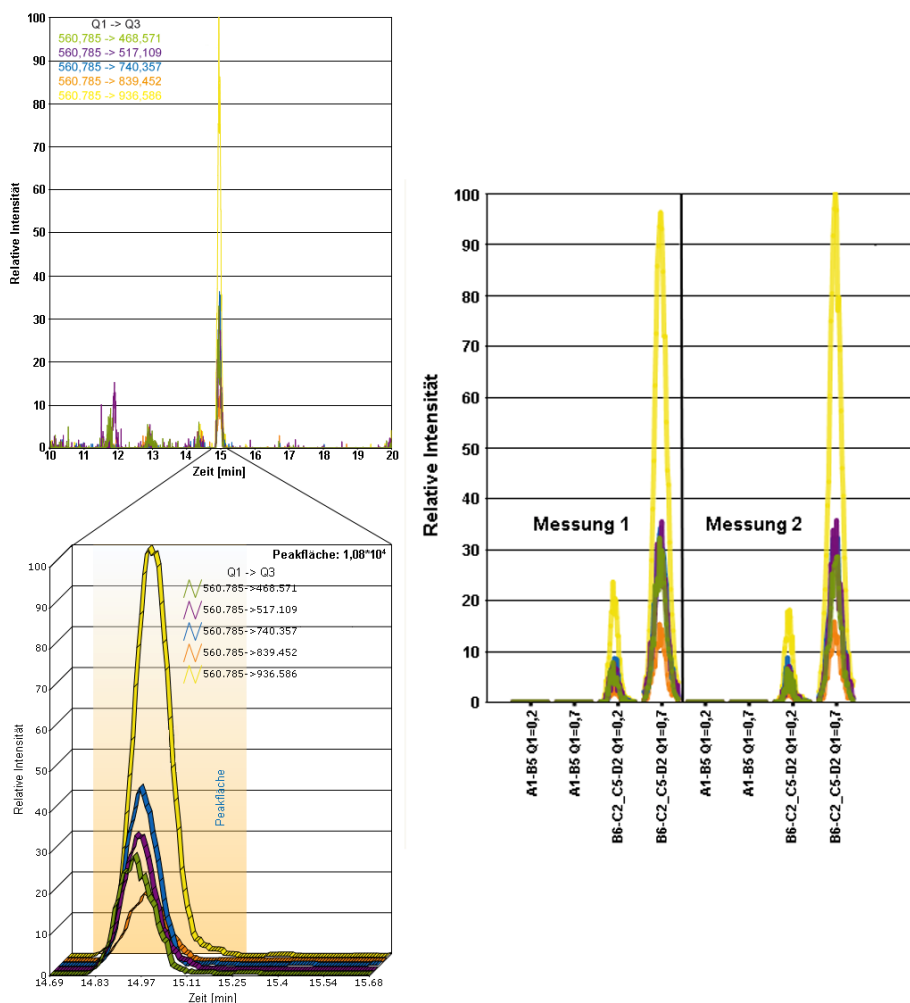 Q1 -> Q3
560,785 -> 468,571
560,785 -> 517,109
560,785 -> 740,357
560.785 -> 839,452
560.785 -> 936,586
100
90
80
70
60
50
40
30
20
10
0
Relative Intensität
10 11 12 13 14 15 16 17 18 19 20
Zeit [min]
Peakfläche: 1,08*10⁴
Q1 -> Q3
560.785->468.571
560.785->517.109
560.785->740.357
560.785->839.452
560.785->936.586
100
90
80
70
60
50
40
30
20
10
0
Relative Intensität
Peakfläche
14.69 14.83 14.97 15.11 15.25 15.4 15.54 15.68
Zeit [min]
100
90
80
70
60
50
40
30
20
10
0
Relative Intensität
Messung 1 Messung 2
A1-B5 Q1=0,2
A1-B5 Q1=0,7
B6-C2_C5-D2 Q1=0,2
B6-C2_C5-D2 Q1=0,7
A1-B5 Q1=0,2
A1-B5 Q1=0,7
B6-C2_C5-D2 Q1=0,2
B6-C2_C5-D2 Q1=0,7